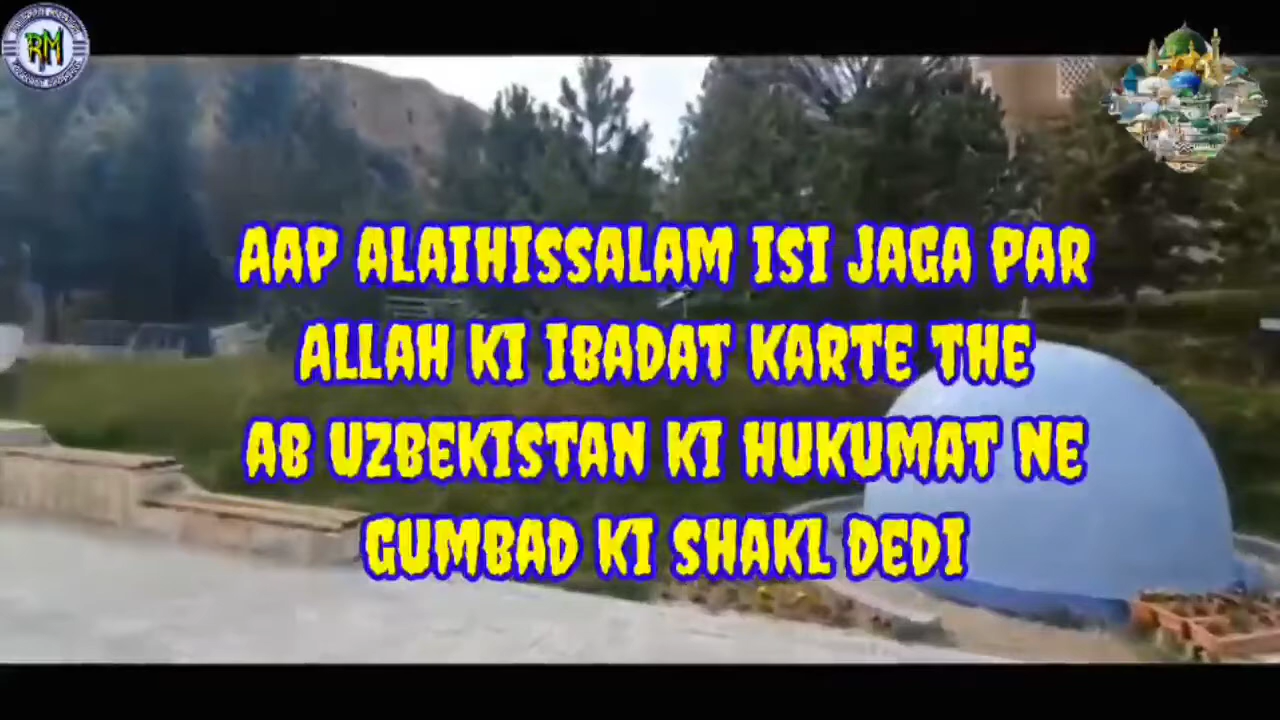 RM
AAP ALAIHISSALAM ISI JAGA PAR
ALLAH KI IBADAT KARTE THE
AB UZBEKISTAN KI HUKUMAT NE
GUMBAD KI SHAKL DEDI